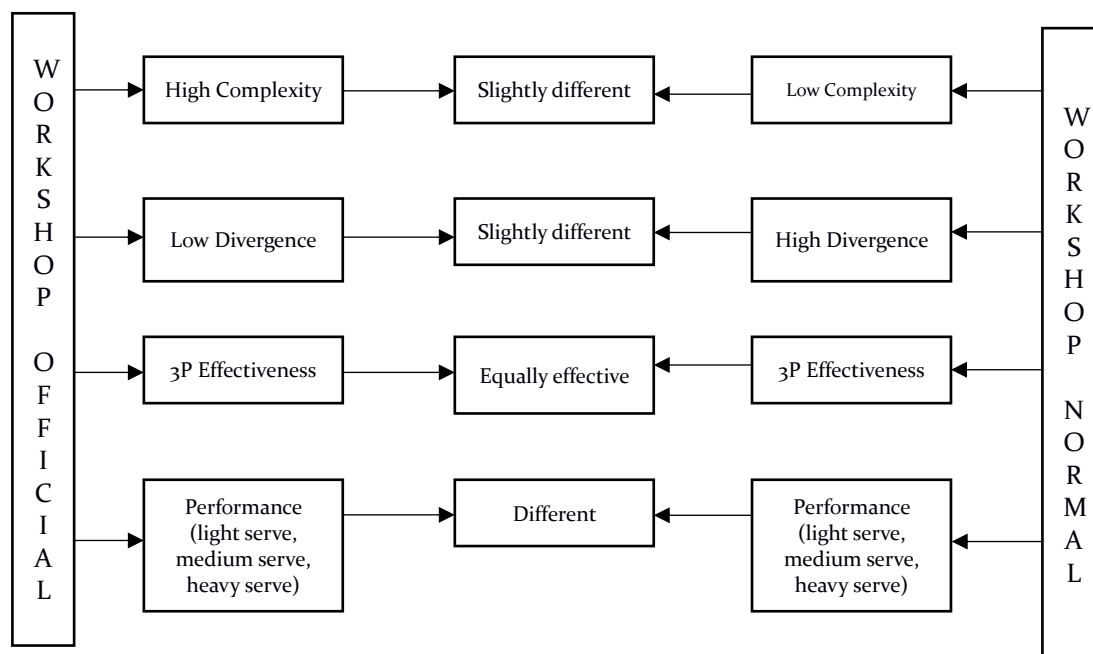 WORKSHOP OFFICIAL
High Complexity
Slightly different
Low Complexity
Low Divergence
Slightly different
High Divergence
3P Effectiveness
Equally effective
3P Effectiveness
Performance
(light serve,
medium serve,
heavy serve)
Different
Performance
(light serve,
medium serve,
heavy serve)
WORKSHOP NORMAL